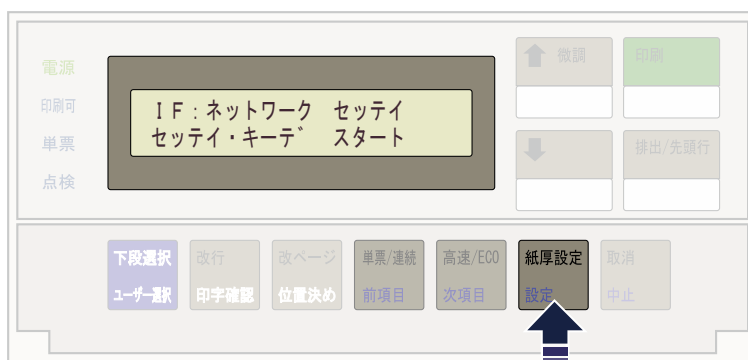 電源
印刷可
単票
点検
IF:ネットワーク セッテイ
セッテイ・キーデ゛ スタート
微調
印刷
排出/先頭行
下段選択
ユーザー選択
改行
印字確認
改ページ
位置決め
単票/連続
前項目
高速/ECO
次項目
紙厚設定
設定
取消
中止